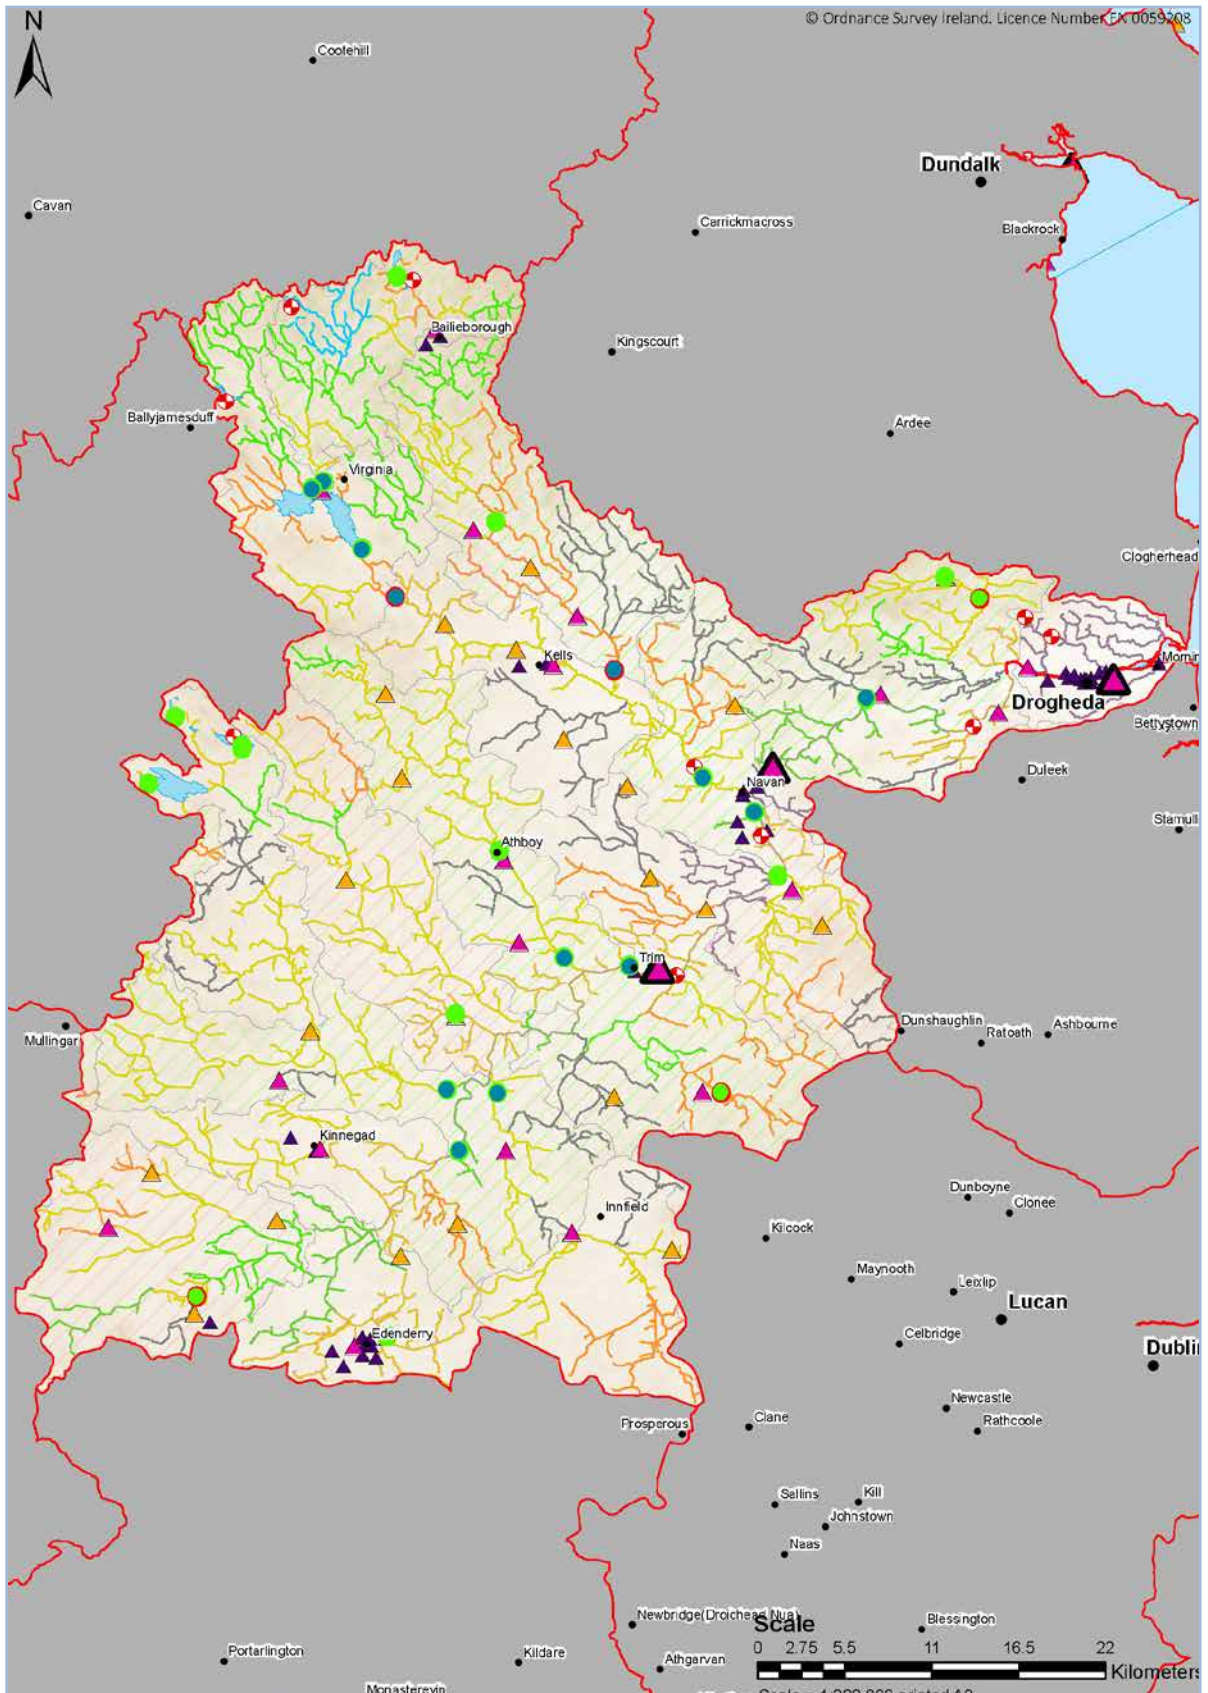 N
© Ordnance Survey Ireland. Licence Number EN 0059208
Cootehill
Dundalk
Cavan
Carrickmacross
Blackrock
Bailieborough
Kingscourt
Ballyjamesduff
Ardee
Virginia
Clogherhead
Kells
Mornin
Drogheda
Bettystown
Navan
Duleek
Stamull
Athboy
Trim
Mullingar
Dunshaughlin
Ratoath
Ashbourne
Kinnegad
Dunboyne
Clonee
Innfield
Kilcock
Maynooth
Leixlip
Lucan
Edenderry
Celbridge
Dublin
Newcastle
Prosperous
Clane
Rathcoole
Sallins
Kill
Johnstown
Naas
Newbridge(Droichead Nua)
Scale
Blessington
0 2.75 5.5 11 16.5 22
Portarlington
Kildare
Athgarvan
Kilometers
Monasterevin